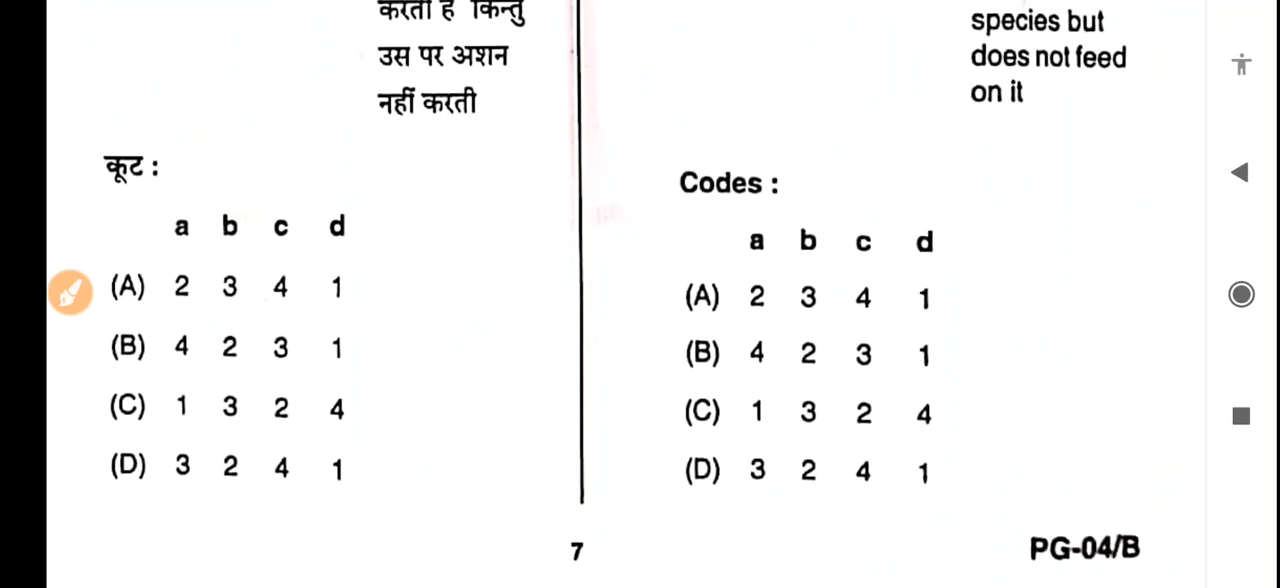 करता है किन्तु
उस पर अशन
नहीं करती
कूट :
a b c d
(A) 2 3 4 1
(B) 4 2 3 1
(C) 1 3 2 4
(D) 3 2 4 1
species but
does not feed
on it
Codes :
a b c d
(A) 2 3 4 1
(B) 4 2 3 1
(C) 1 3 2 4
(D) 3 2 4 1
7
PG-04/B